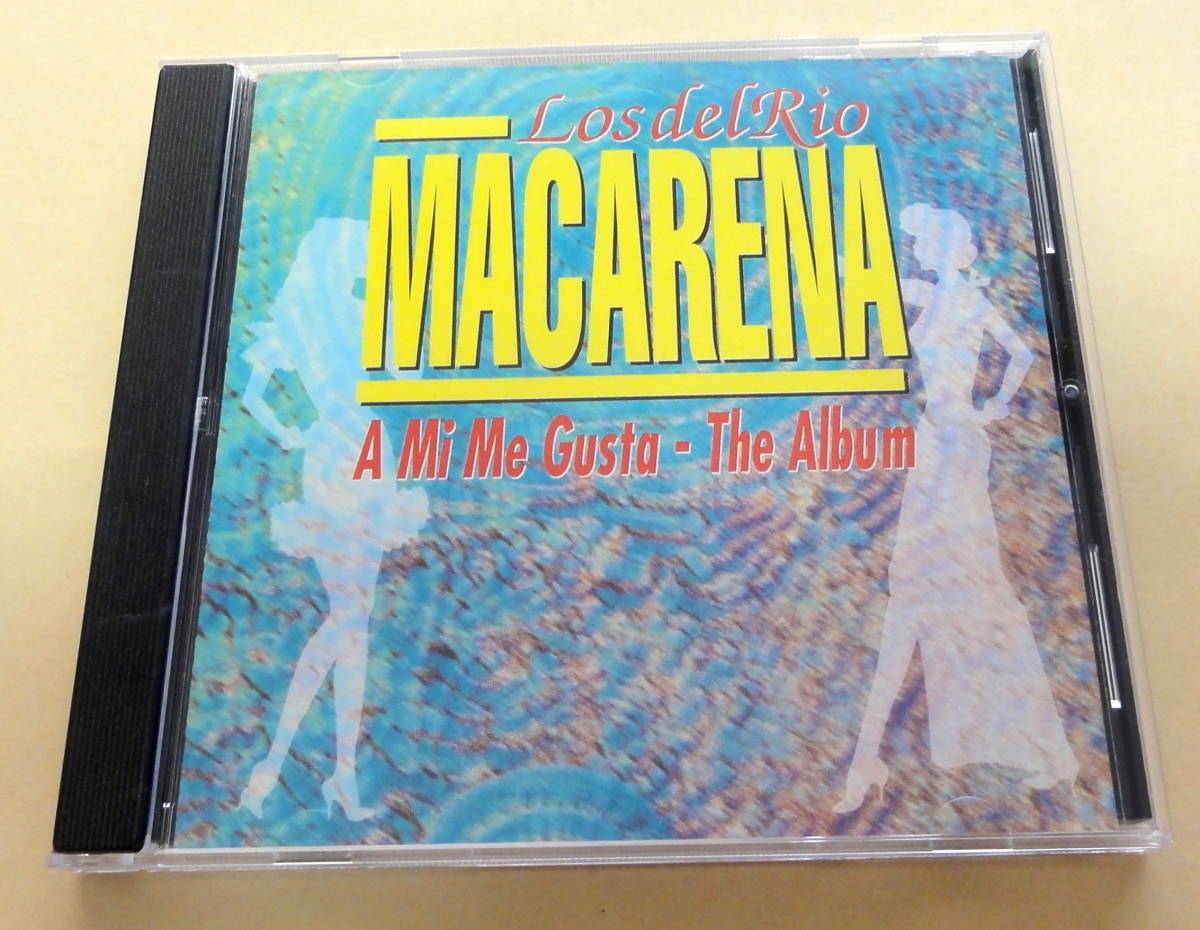 Los del Rio
MACARENA
A Mi Me Gusta - The Album